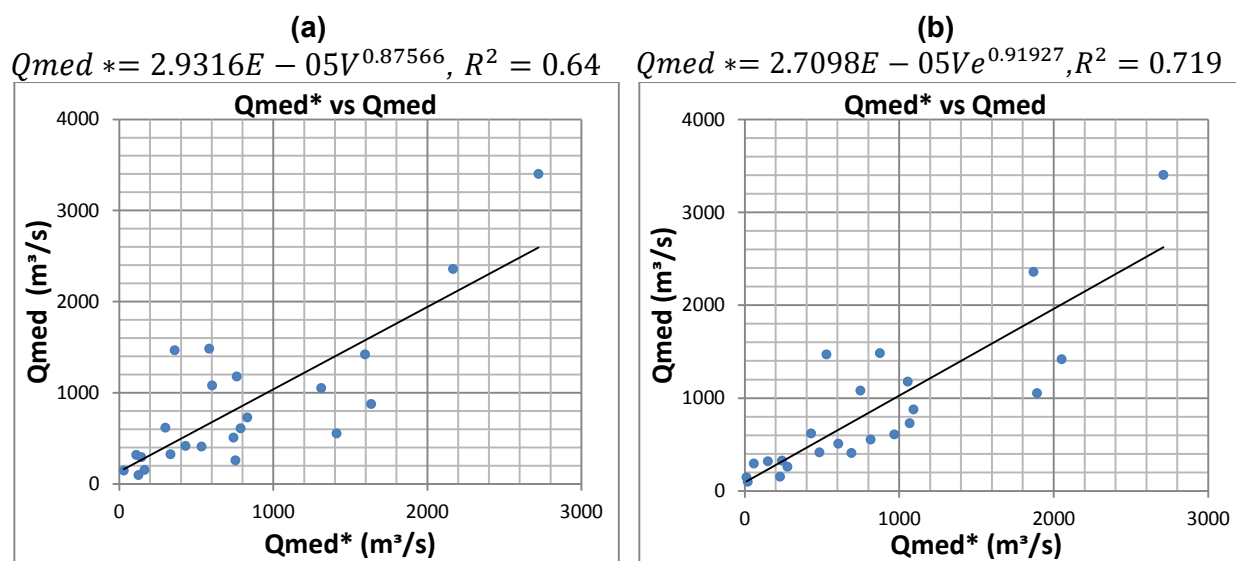 (a)
Qmed ∗= 2.9316E − 05V^0.87566, R² = 0.64
Qmed* vs Qmed
4000
3000
2000
1000
0
Qmed (m³/s)
0 1000 2000 3000
Qmed* (m³/s)
(b)
Qmed ∗= 2.7098E − 05Ve^0.91927,R² = 0.719
Qmed* vs Qmed
4000
3000
2000
1000
0
Qmed (m³/s)
0 1000 2000 3000
Qmed* (m³/s)